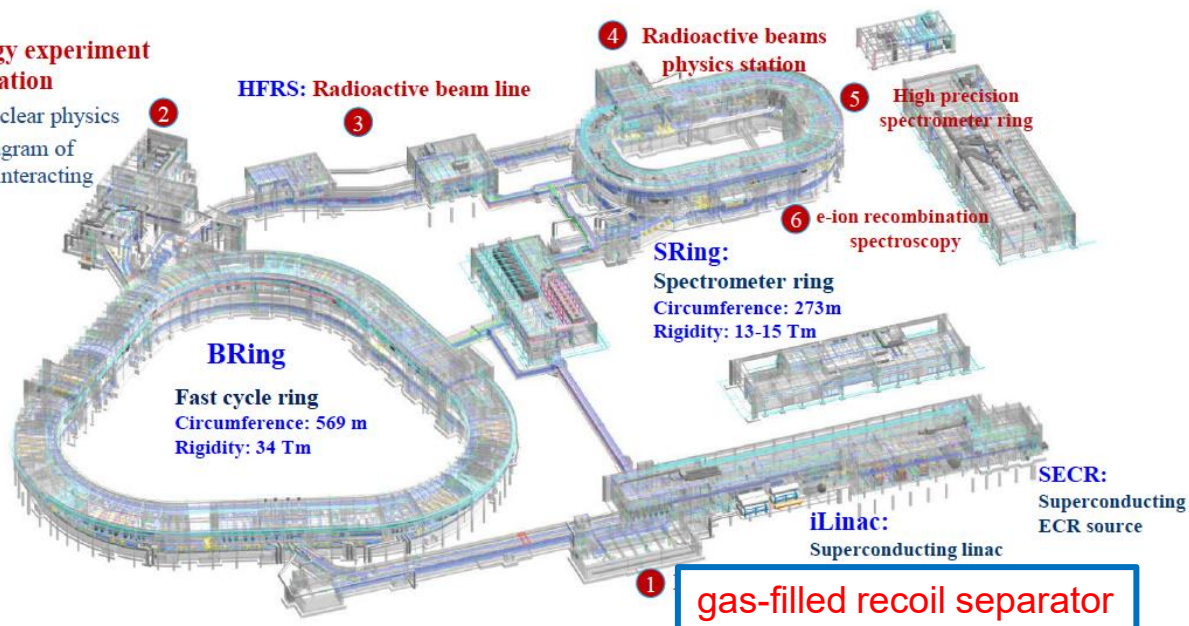 gy experiment
ation
clear physics
gram of
interacting
2
HFRS: Radioactive beam line
3
4 Radioactive beams
physics station
5 High precision
spectrometer ring
6 e-ion recombination
spectroscopy
SRing:
Spectrometer ring
Circumference: 273m
Rigidity: 13-15 Tm
BRing
Fast cycle ring
Circumference: 569 m
Rigidity: 34 Tm
SECR:
Superconducting
ECR source
iLinac:
Superconducting linac
1
gas-filled recoil separator